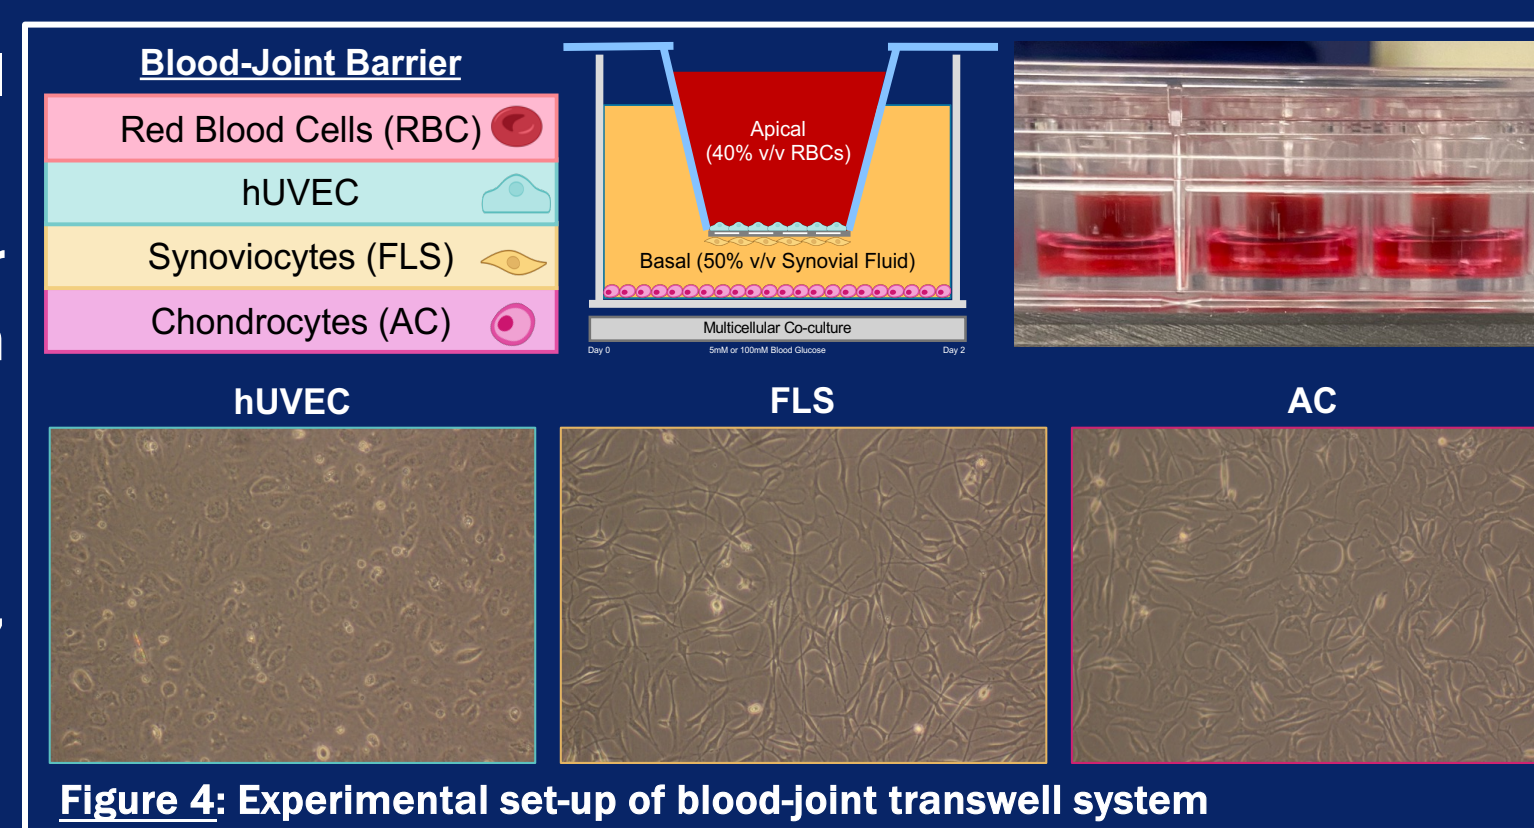 Blood-Joint Barrier
Red Blood Cells (RBC)
hUVEC
Synoviocytes (FLS)
Chondrocytes (AC)
Apical
(40% v/v RBCs)
Basal (50% v/v Synovial Fluid)
Multicellular Co-culture
Day 0 5mM or 100mM Blood Glucose Day 2
hUVEC
FLS
AC
Figure 4: Experimental set-up of blood-joint transwell system